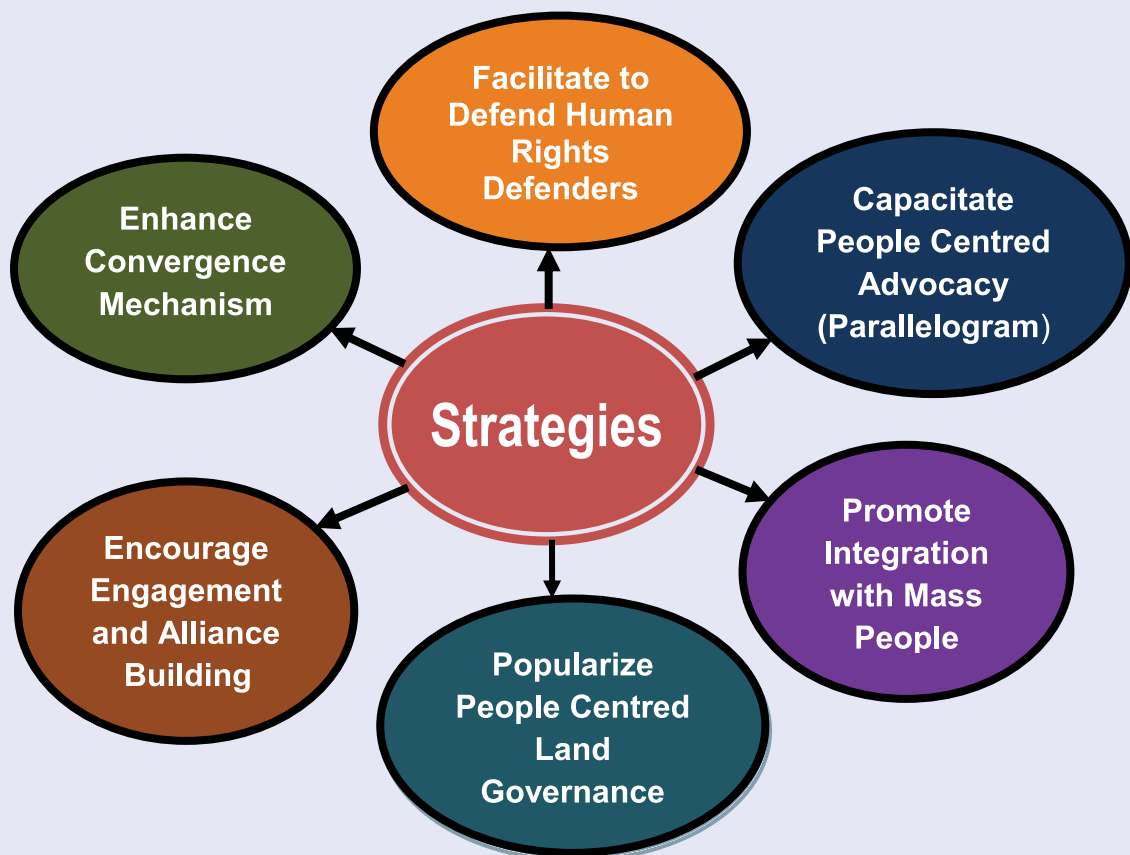 Facilitate to
Defend Human
Rights
Defenders
Enhance
Convergence
Mechanism
Capacitate
People Centred
Advocacy
(Parallelogram)
Strategies
Encourage
Engagement
and Alliance
Building
Promote
Integration
with Mass
People
Popularize
People Centred
Land
Governance